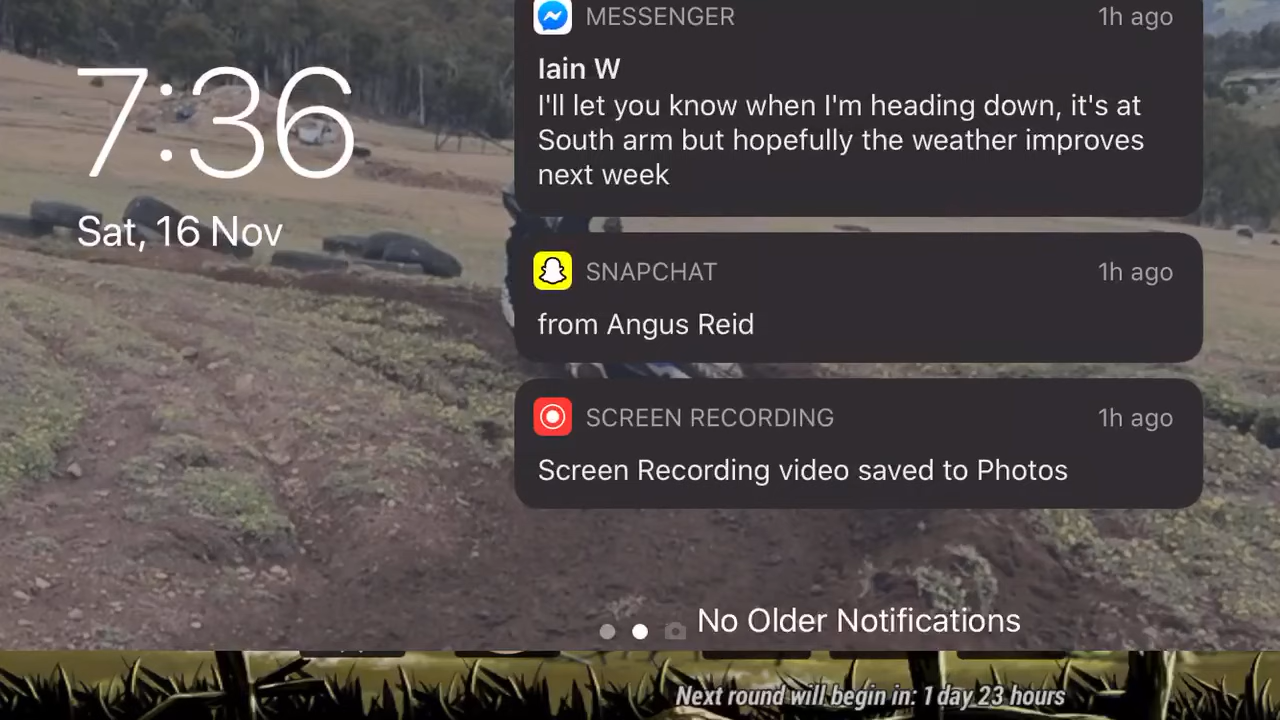 7:36
Sat, 16 Nov
MESSENGER 1h ago
Iain W
I'll let you know when I'm heading down, it's at
South arm but hopefully the weather improves
next week
SNAPCHAT 1h ago
from Angus Reid
SCREEN RECORDING 1h ago
Screen Recording video saved to Photos
No Older Notifications
Next round will begin in: 1 day 23 hours